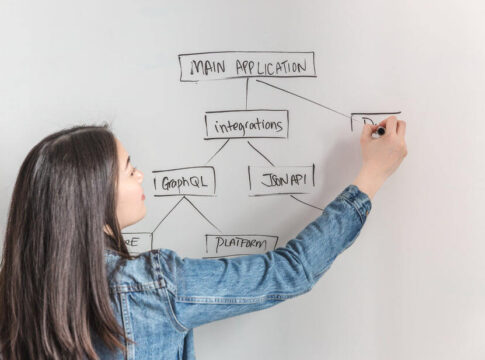 MAIN APPLICATION
integrations
GraphQL
JSON API
PLATFORM